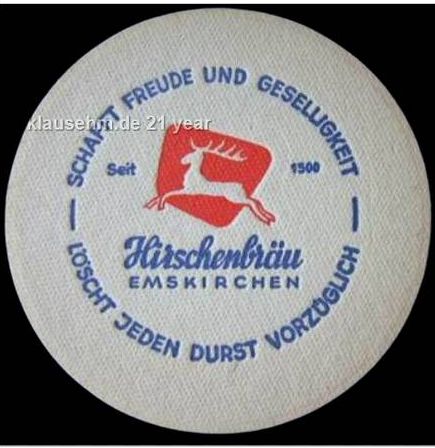 SCHAFFT FREUDE UND GESELLIGKEIT
klausehm.de 21 year
Seit 1500
Hirschenbräu
EMSKIRCHEN
LÖSCHT JEDEN DURST VORZÜGLICH